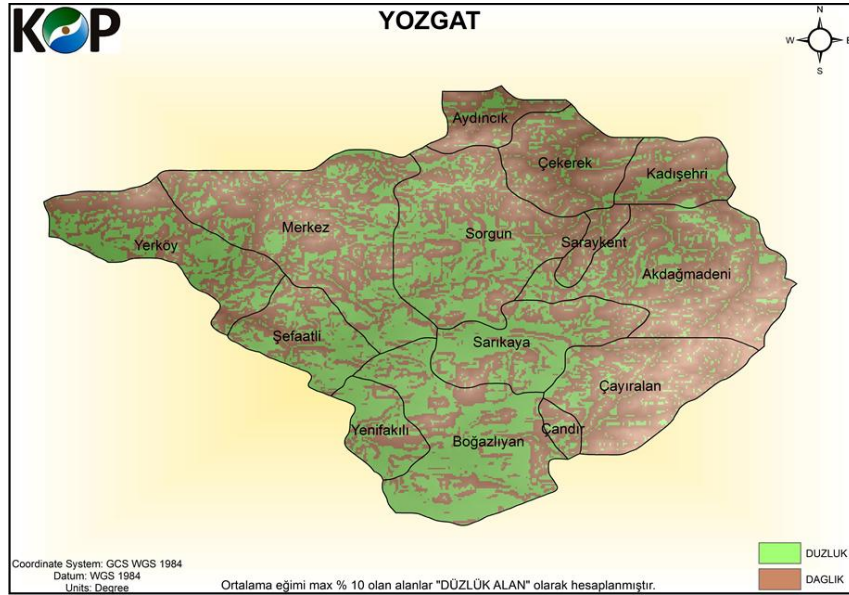 KOP
YOZGAT
N
W
E
S
Aydıncık
Çekerek
Kadışehri
Merkez
Sorgun
Saraykent
Yerköy
Akdağmadeni
Şefaatli
Sarıkaya
Çayıralan
Yenifakılı
Boğazlıyan
Çandır
DUZLUK
DAGLIK
Coordinate System: GCS WGS 1984
Datum: WGS 1984
Units: Degree
Ortalama eğimi max % 10 olan alanlar "DÜZLÜK ALAN" olarak hesaplanmıştır.